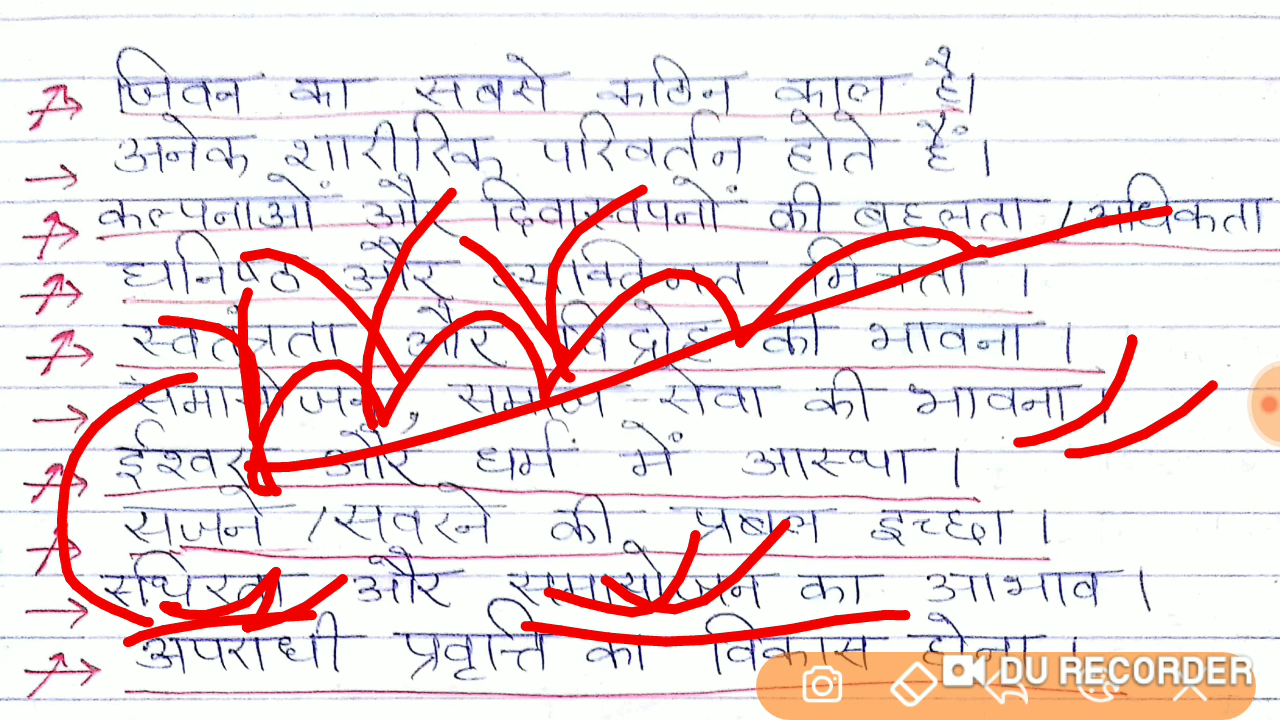 जिवन का सबसे कठिन काल है।
अनेक शारीरिक परिवर्तन होते हैं।
कल्पनाओं और दिवास्वपनों की बहुलता / अधिकता
घनिष्ठ और व्यक्तिगत मित्रता ।
स्वतंत्रता और विद्रोह की भावना ।
समायोजन, समाज-सेवा की भावना ।
ईश्वर और धर्म में आस्था ।
सजने / सवरने की प्रबल इच्छा ।
स्थिरता और समायोजन का आभाव ।
अपराधी प्रवृत्ति का विकास होना ।
DU RECORDER